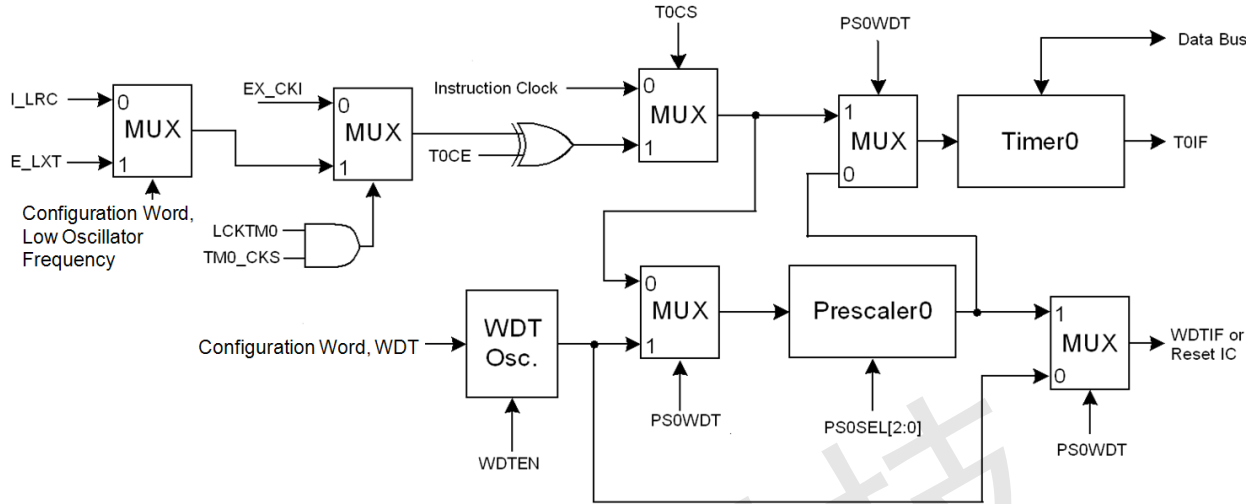 T0CS
PS0WDT
Data Bus
I_LRC
0
MUX
E_LXT
1
EX_CKI
0
MUX
1
T0CE
Instruction Clock
0
MUX
1
1
MUX
0
Timer0
T0IF
Configuration Word,
Low Oscillator
Frequency
LCKTM0
TM0_CKS
0
MUX
1
Prescaler0
1
MUX
0
WDTIF or
Reset IC
Configuration Word, WDT
WDT
Osc.
PS0WDT
PS0SEL[2:0]
PS0WDT
WDTEN